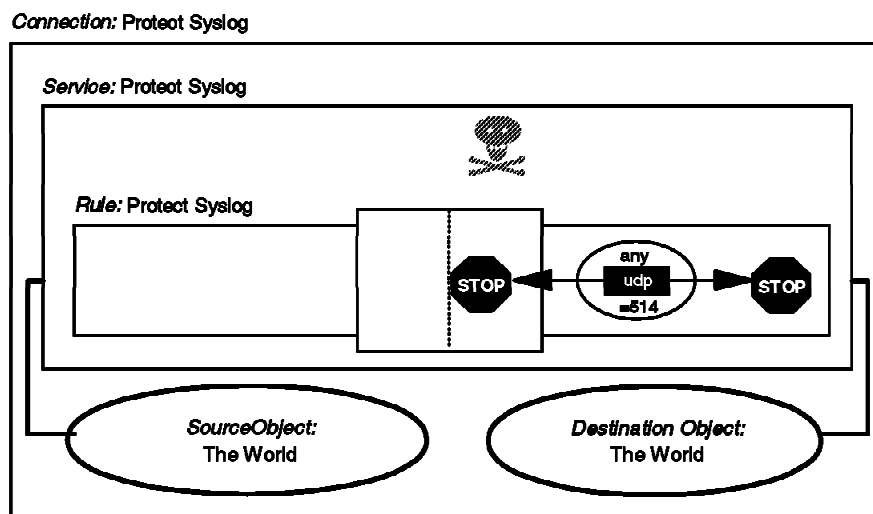 Connection: Protect Syslog
Service: Protect Syslog
Rule: Protect Syslog
any
STOP udp STOP
=514
SourceObject: Destination Object:
The World The World